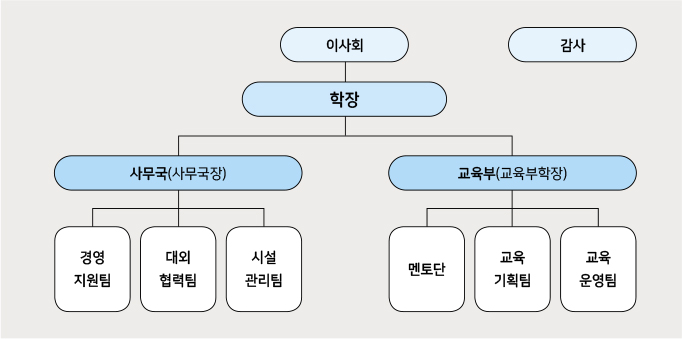 이사회
감사
학장
사무국(사무국장)
교육부(교육부학장)
경영
지원팀
대외
협력팀
시설
관리팀
멘토단
교육
기획팀
교육
운영팀